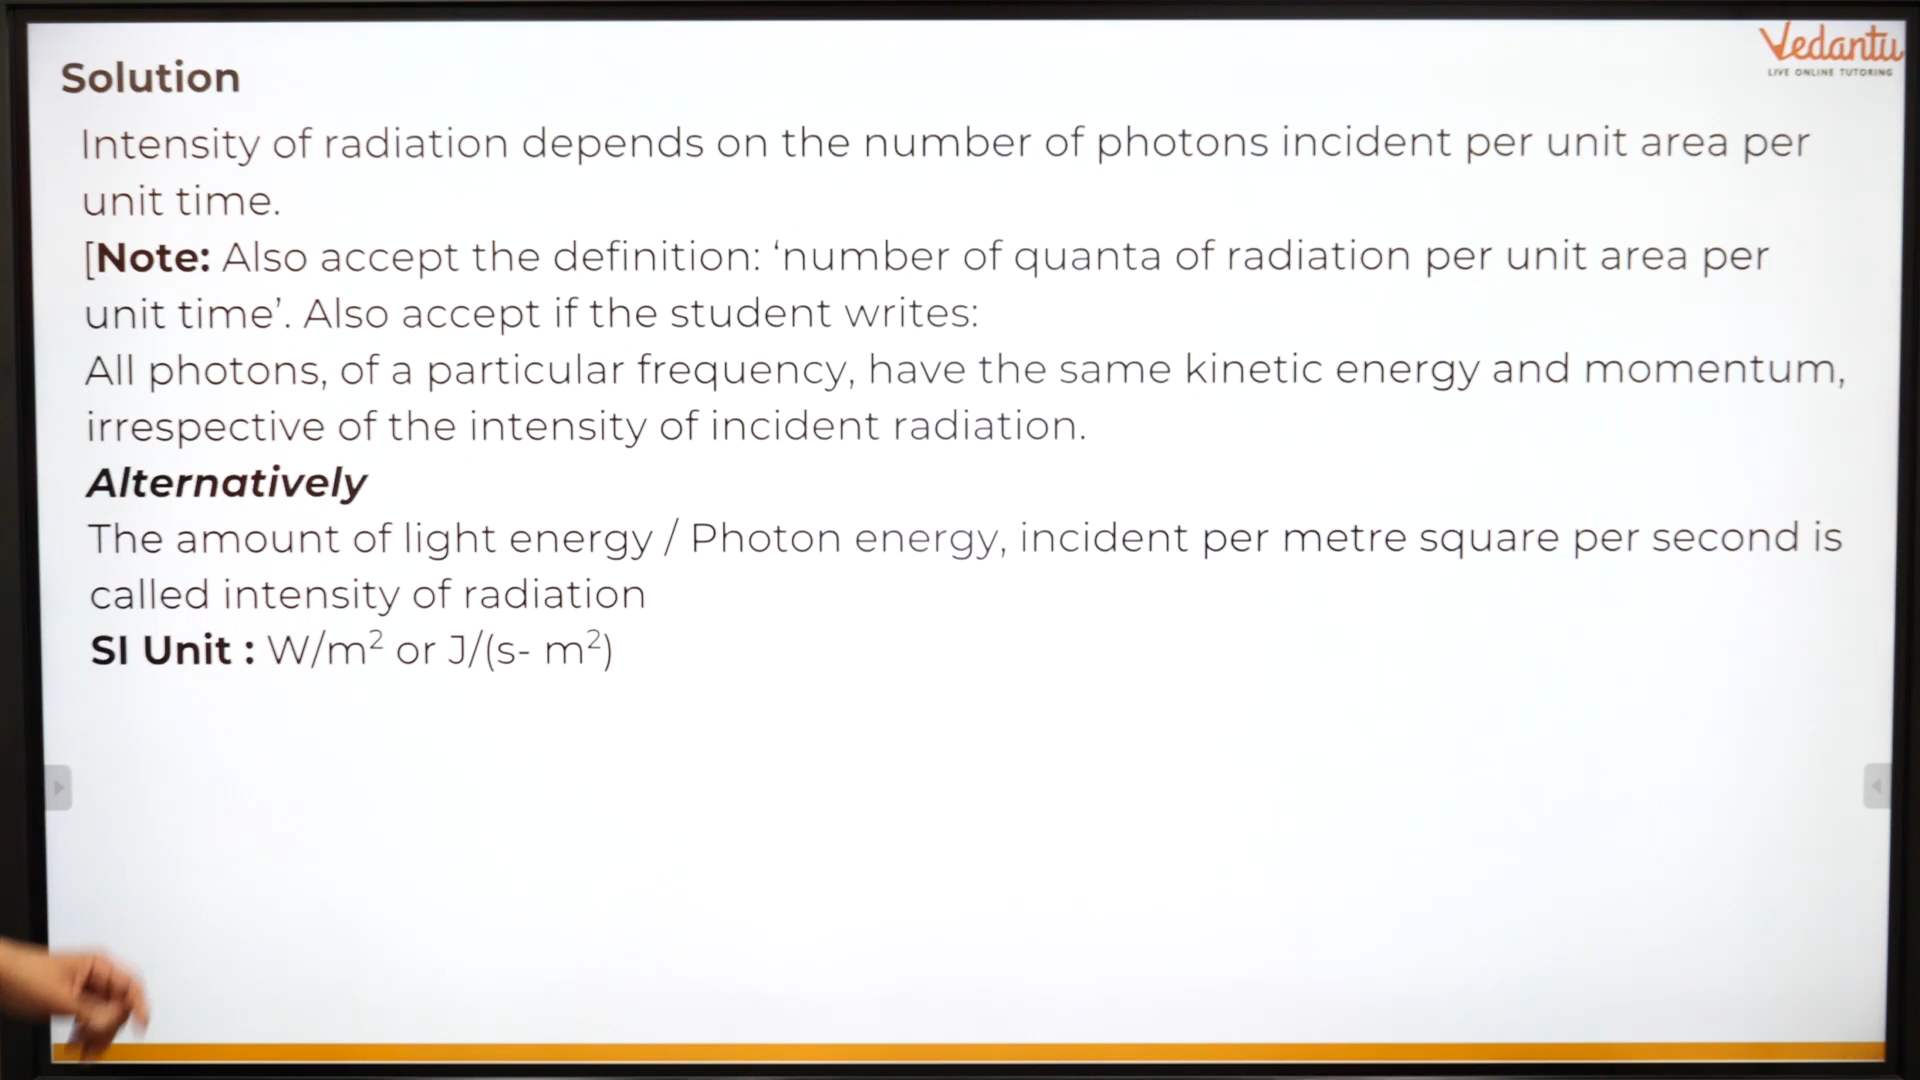 Vedantu
LIVE ONLINE TUTORING
Solution
Intensity of radiation depends on the number of photons incident per unit area per
unit time.
[Note: Also accept the definition: ‘number of quanta of radiation per unit area per
unit time’. Also accept if the student writes:
All photons, of a particular frequency, have the same kinetic energy and momentum,
irrespective of the intensity of incident radiation.
Alternatively
The amount of light energy / Photon energy, incident per metre square per second is
called intensity of radiation
SI Unit : W/m² or J/(s- m²)